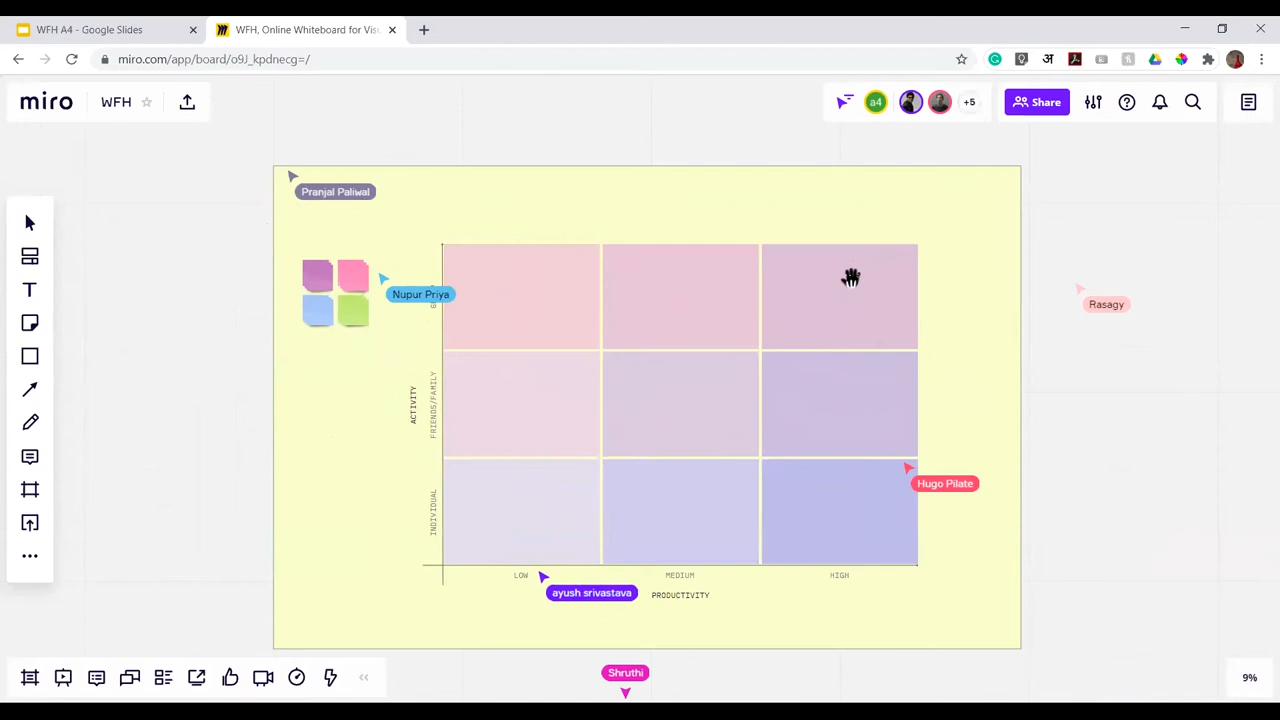 WFH A4 - Google Slides
WFH, Online Whiteboard for Visu
miro.com/app/board/o9J_kpdnecg=/
अ
miro
WFH
a4
+5
Share
Pranjal Paliwal
Nupur Priya
Rasagy
ACTIVITY
FRIENDS/FAMILY
INDIVIDUAL
Hugo Pilate
LOW
MEDIUM
HIGH
ayush srivastava
PRODUCTIVITY
Shruthi
9%